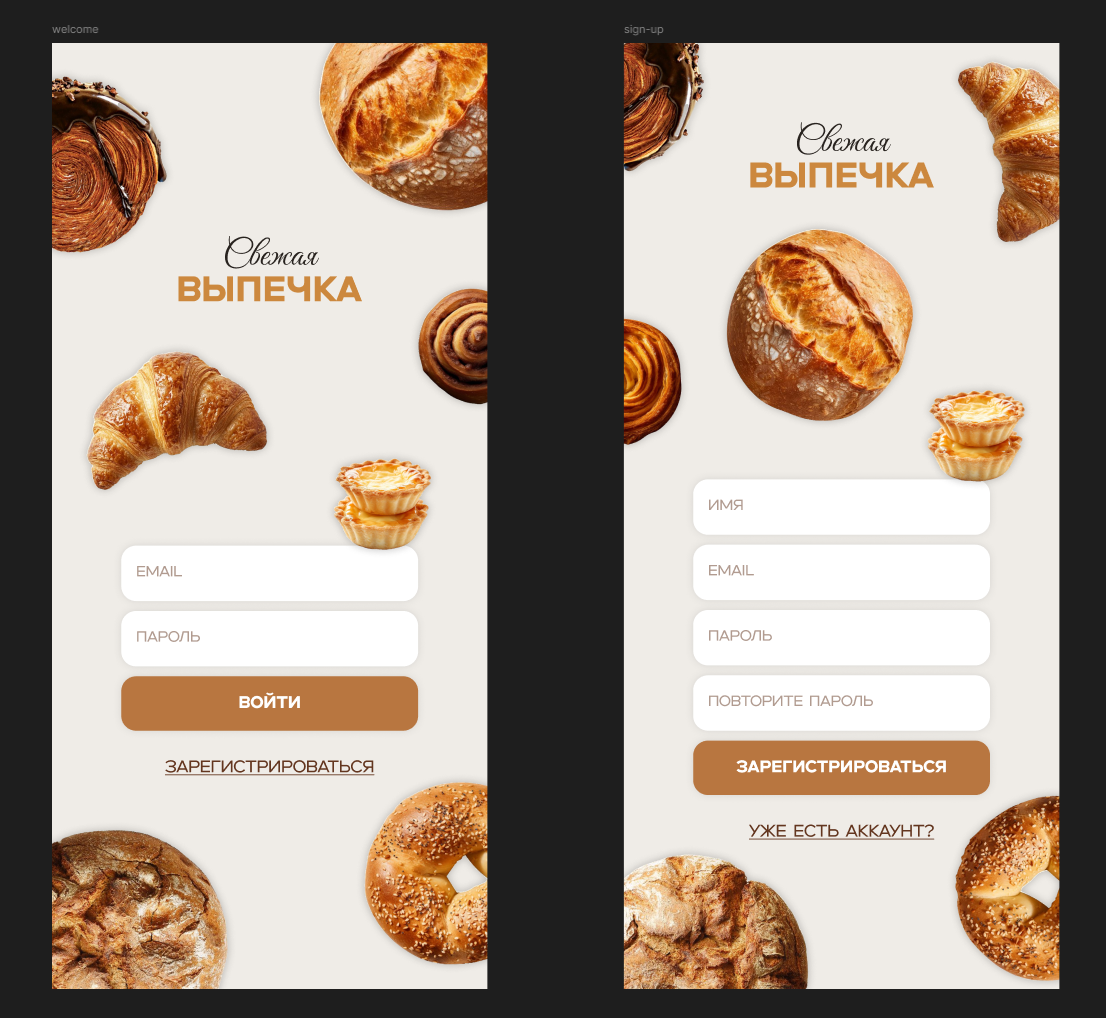 welcome
Свежая
ВЫПЕЧКА
EMAIL
ПАРОЛЬ
ВОЙТИ
ЗАРЕГИСТРИРОВАТЬСЯ
sign-up
Свежая
ВЫПЕЧКА
ИМЯ
EMAIL
ПАРОЛЬ
ПОВТОРИТЕ ПАРОЛЬ
ЗАРЕГИСТРИРОВАТЬСЯ
УЖЕ ЕСТЬ АККАУНТ?